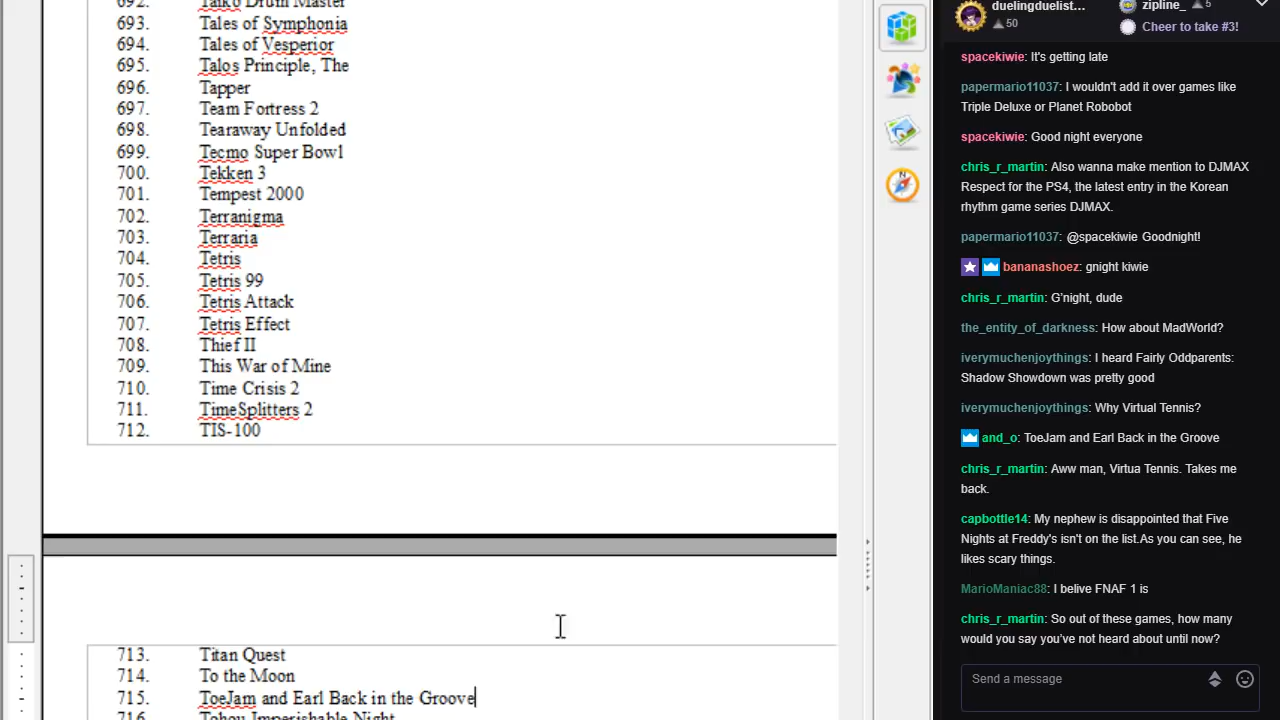 692. Taiko Drum Master
693. Tales of Symphonia
694. Tales of Vesperior
695. Talos Principle, The
696. Tapper
697. Team Fortress 2
698. Tearaway Unfolded
699. Tecmo Super Bowl
700. Tekken 3
701. Tempest 2000
702. Terranigma
703. Terraria
704. Tetris
705. Tetris 99
706. Tetris Attack
707. Tetris Effect
708. Thief II
709. This War of Mine
710. Time Crisis 2
711. TimeSplitters 2
712. TIS-100
713. Titan Quest
714. To the Moon
715. ToeJam and Earl Back in the Groove
716. Tohou Imperishable Night
N
duelingduelist...
50
zipline_ 5
Cheer to take #3!
spacekiwie: It's getting late
papermario11037: I wouldn't add it over games like
Triple Deluxe or Planet Robobot
spacekiwie: Good night everyone
chris_r_martin: Also wanna make mention to DJMAX
Respect for the PS4, the latest entry in the Korean
rhythm game series DJMAX.
papermario11037: @spacekiwie Goodnight!
bananashoez: gnight kiwie
chris_r_martin: G'night, dude
the_entity_of_darkness: How about MadWorld?
iverymuchenjoythings: I heard Fairly Oddparents:
Shadow Showdown was pretty good
iverymuchenjoythings: Why Virtual Tennis?
and_o: ToeJam and Earl Back in the Groove
chris_r_martin: Aww man, Virtua Tennis. Takes me
back.
capbottle14: My nephew is disappointed that Five
Nights at Freddy's isn't on the list.As you can see, he
likes scary things.
MarioManiac88: I belive FNAF 1 is
chris_r_martin: So out of these games, how many
would you say you've not heard about until now?
Send a message